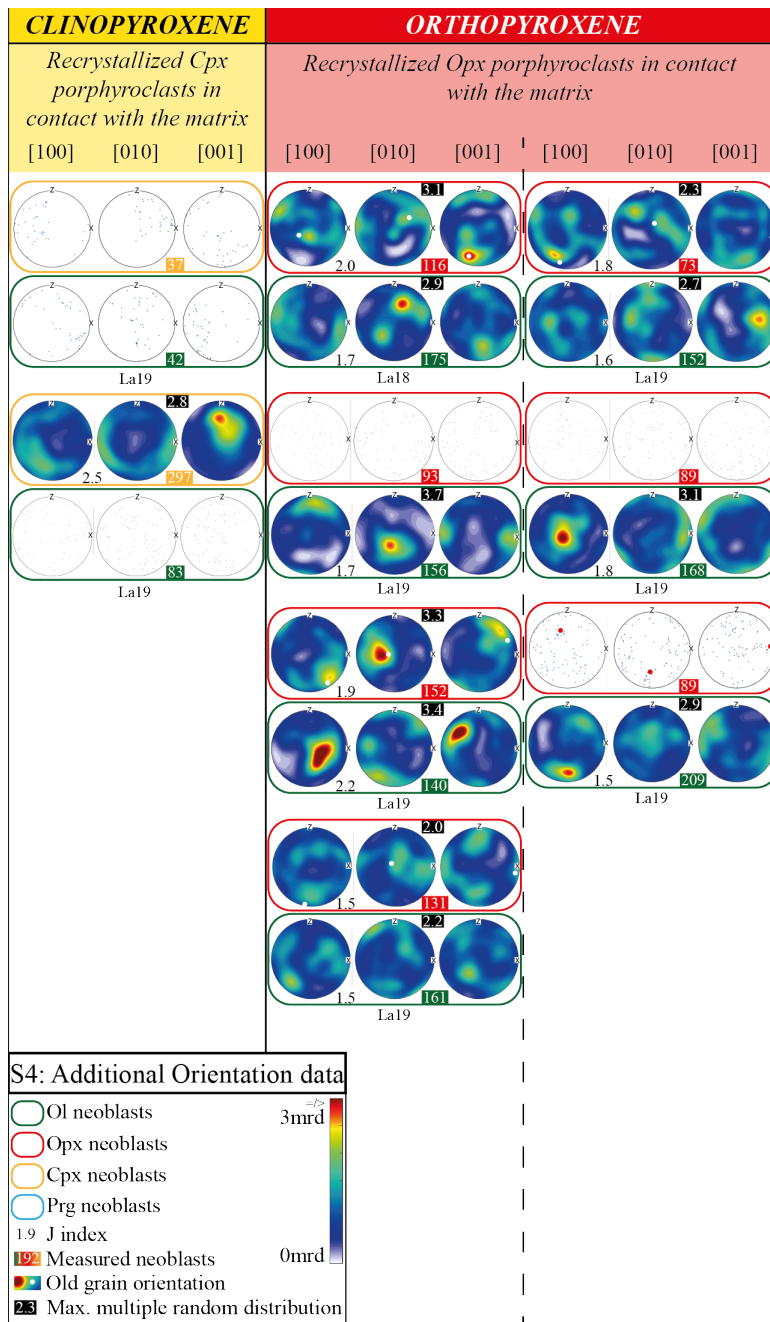 CLINOPYROXENE
ORTHOPYROXENE
Recrystallized Cpx
porphyroclasts in
contact with the matrix
Recrystallized Opx porphyroclasts in contact
with the matrix
[100] [010] [001]
[100] [010] [001]
[100] [010] [001]
Z X
37
Z X
42
La19
Z X
2.8
2.5
297
Z X
83
La19
Z X
3.1
2.0
116
Z X
2.9
1.7
175
La18
Z X
93
Z X
3.7
1.7
156
La19
Z X
3.3
1.9
152
Z X
3.4
2.2
140
La19
Z X
2.0
1.5
131
Z X
2.2
1.5
161
La19
Z X
2.3
1.8
73
Z X
2.7
1.6
152
La19
Z X
89
Z X
3.1
1.8
168
La19
Z X
89
Z X
2.9
1.5
209
La19
S4: Additional Orientation data
Ol neoblasts
Opx neoblasts
Cpx neoblasts
Prg neoblasts
1.9 J index
192 Measured neoblasts
Old grain orientation
2.3 Max. multiple random distribution
=/>
3mrd
0mrd